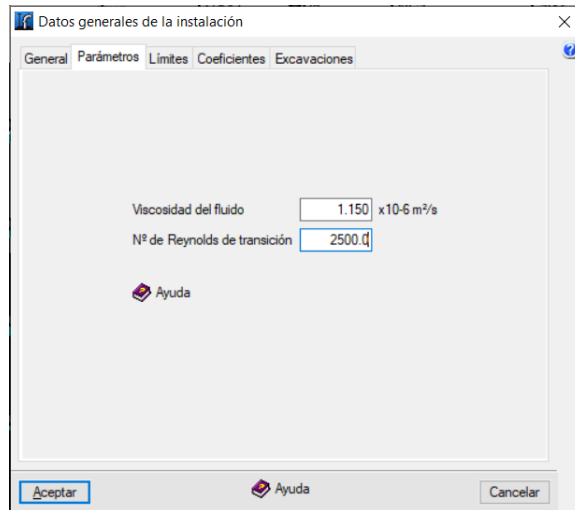 Datos generales de la instalación
General Parámetros Límites Coeficientes Excavaciones
Viscosidad del fluido 1.150 x10-6 m²/s
Nº de Reynolds de transición 2500.0
Ayuda
Aceptar Ayuda Cancelar